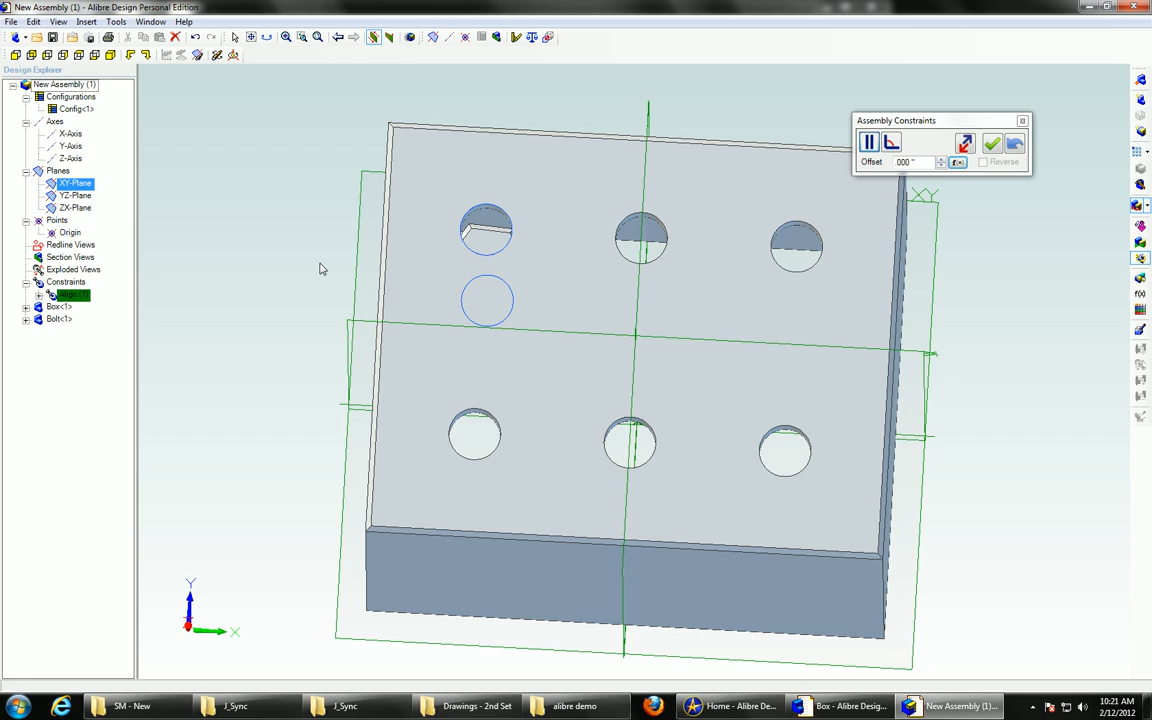 New Assembly (1) - Alibre Design Personal Edition
File Edit View Insert Tools Window Help
Design Explorer
New Assembly (1)
Configurations
Config<1>
Axes
X-Axis
Y-Axis
Z-Axis
Planes
XY-Plane
YZ-Plane
ZX-Plane
Points
Origin
Redline Views
Section Views
Exploded Views
Constraints
Align (1)
Box<1>
Bolt<1>
Assembly Constraints
Offset .000 " f(x) Reverse
XY
f(x)
Y
X
SM - New
J_Sync
J_Sync
Drawings - 2nd Set
alibre demo
Home - Alibre De...
Box - Alibre Desig...
New Assembly (1)...
10:21 AM
2/12/2012